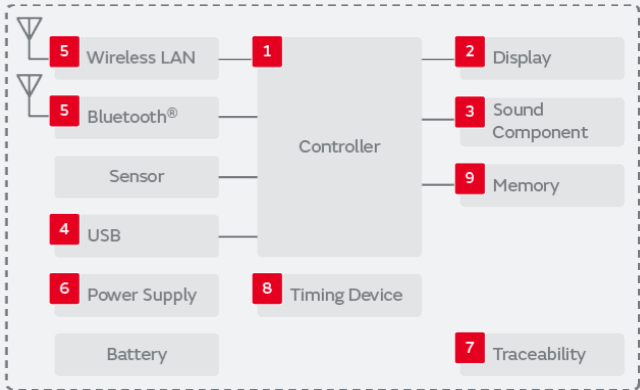 5 Wireless LAN
1
2 Display
5 Bluetooth®
3 Sound
Component
Controller
Sensor
9 Memory
4 USB
6 Power Supply
8 Timing Device
Battery
7 Traceability